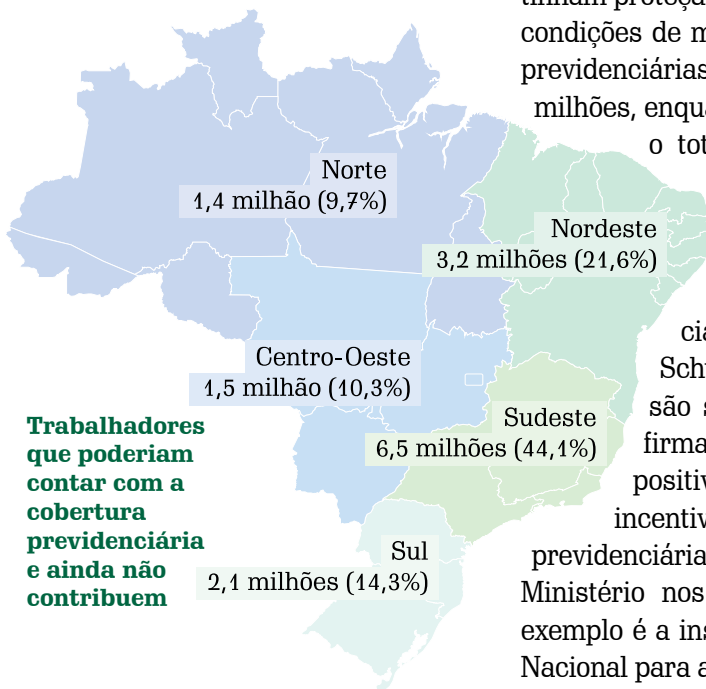 condições de m
previdenciárias
milhões, enqua
o tot
Norte
1,4 milhão (9,7%)
Nordeste
3,2 milhões (21,6%)
Centro-Oeste
1,5 milhão (10,3%)
Sudeste
6,5 milhões (44,1%)
Sul
2,1 milhões (14,3%)
Trabalhadores
que poderiam
contar com a
cobertura
previdenciária
e ainda não
contribuem
cia
Schw
são s
firma
positiv
incentiv
previdenciária
Ministério nos
exemplo é a ins
Nacional para a